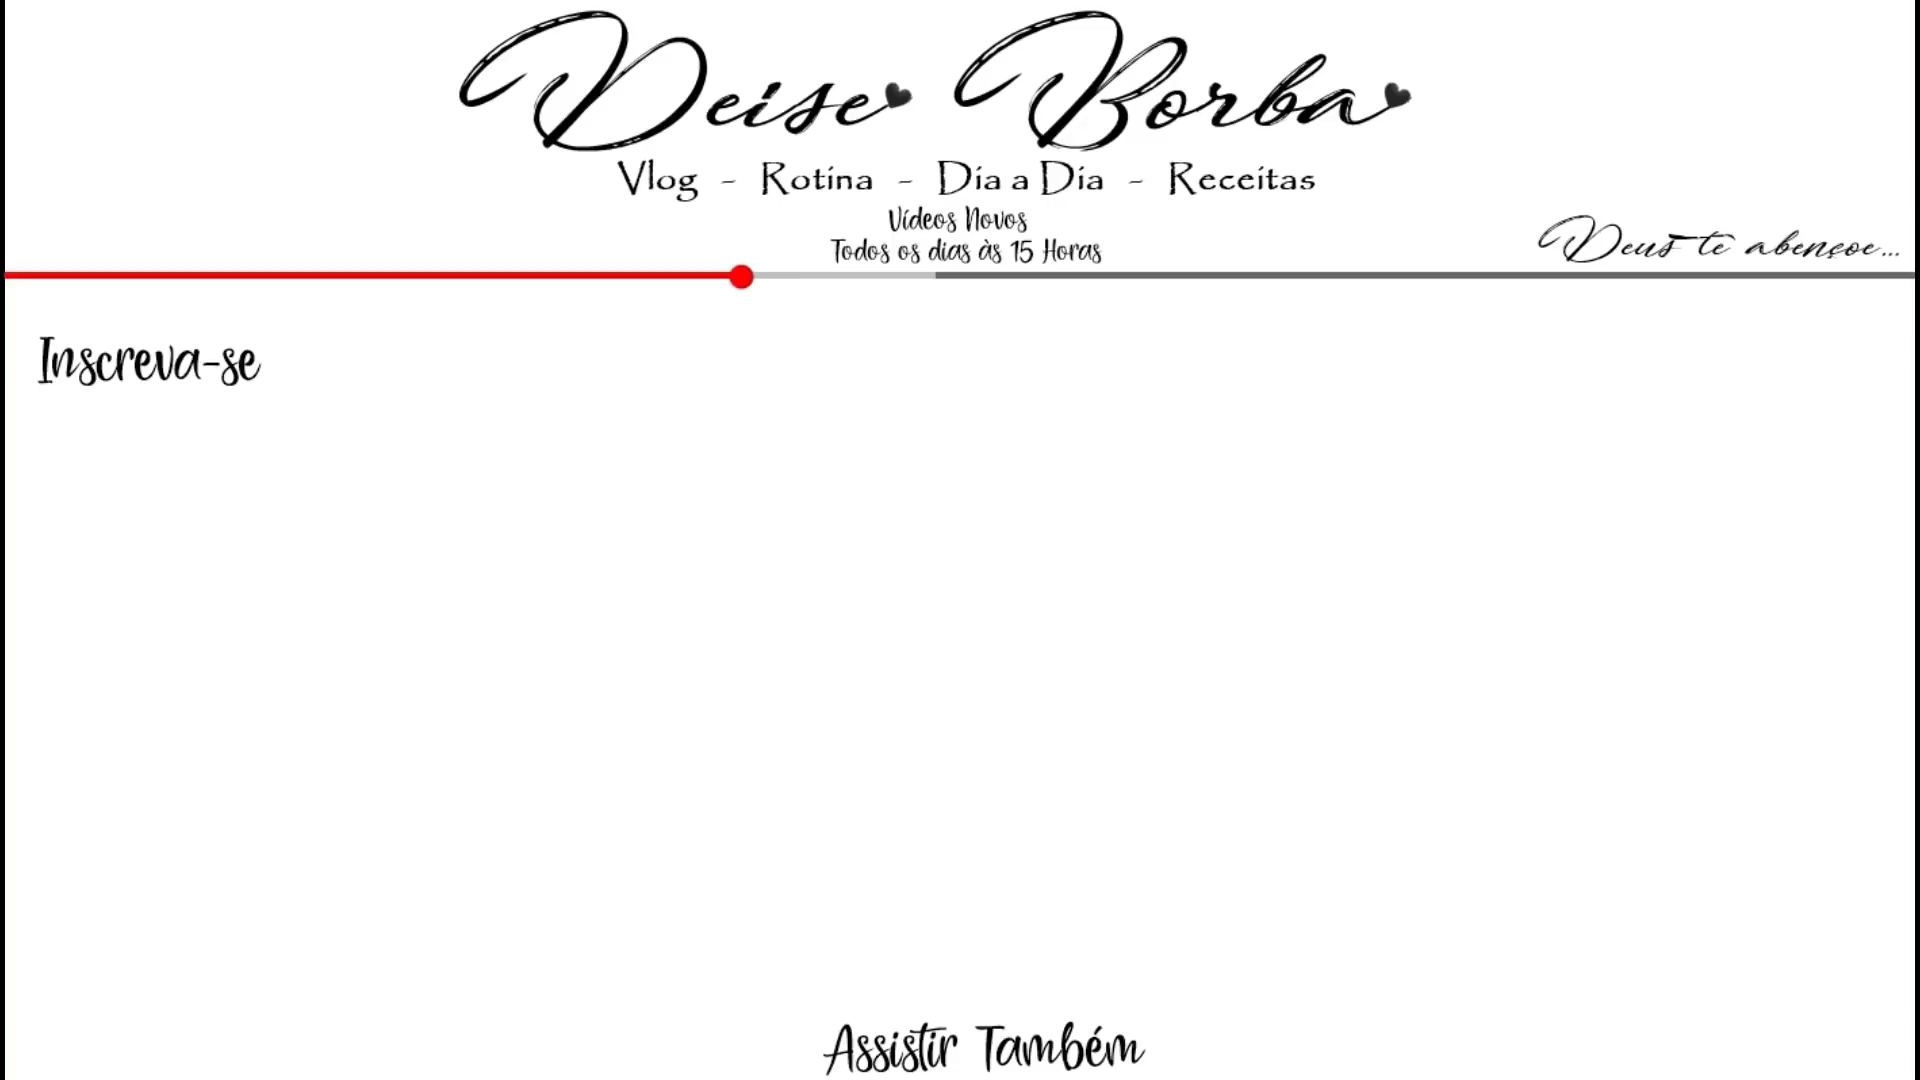 Deise Borba
Vlog - Rotina - Dia a Dia - Receitas
Vídeos Novos
Todos os dias às 15 Horas
Deus te abençoe...
Inscreva-se
Assistir Também